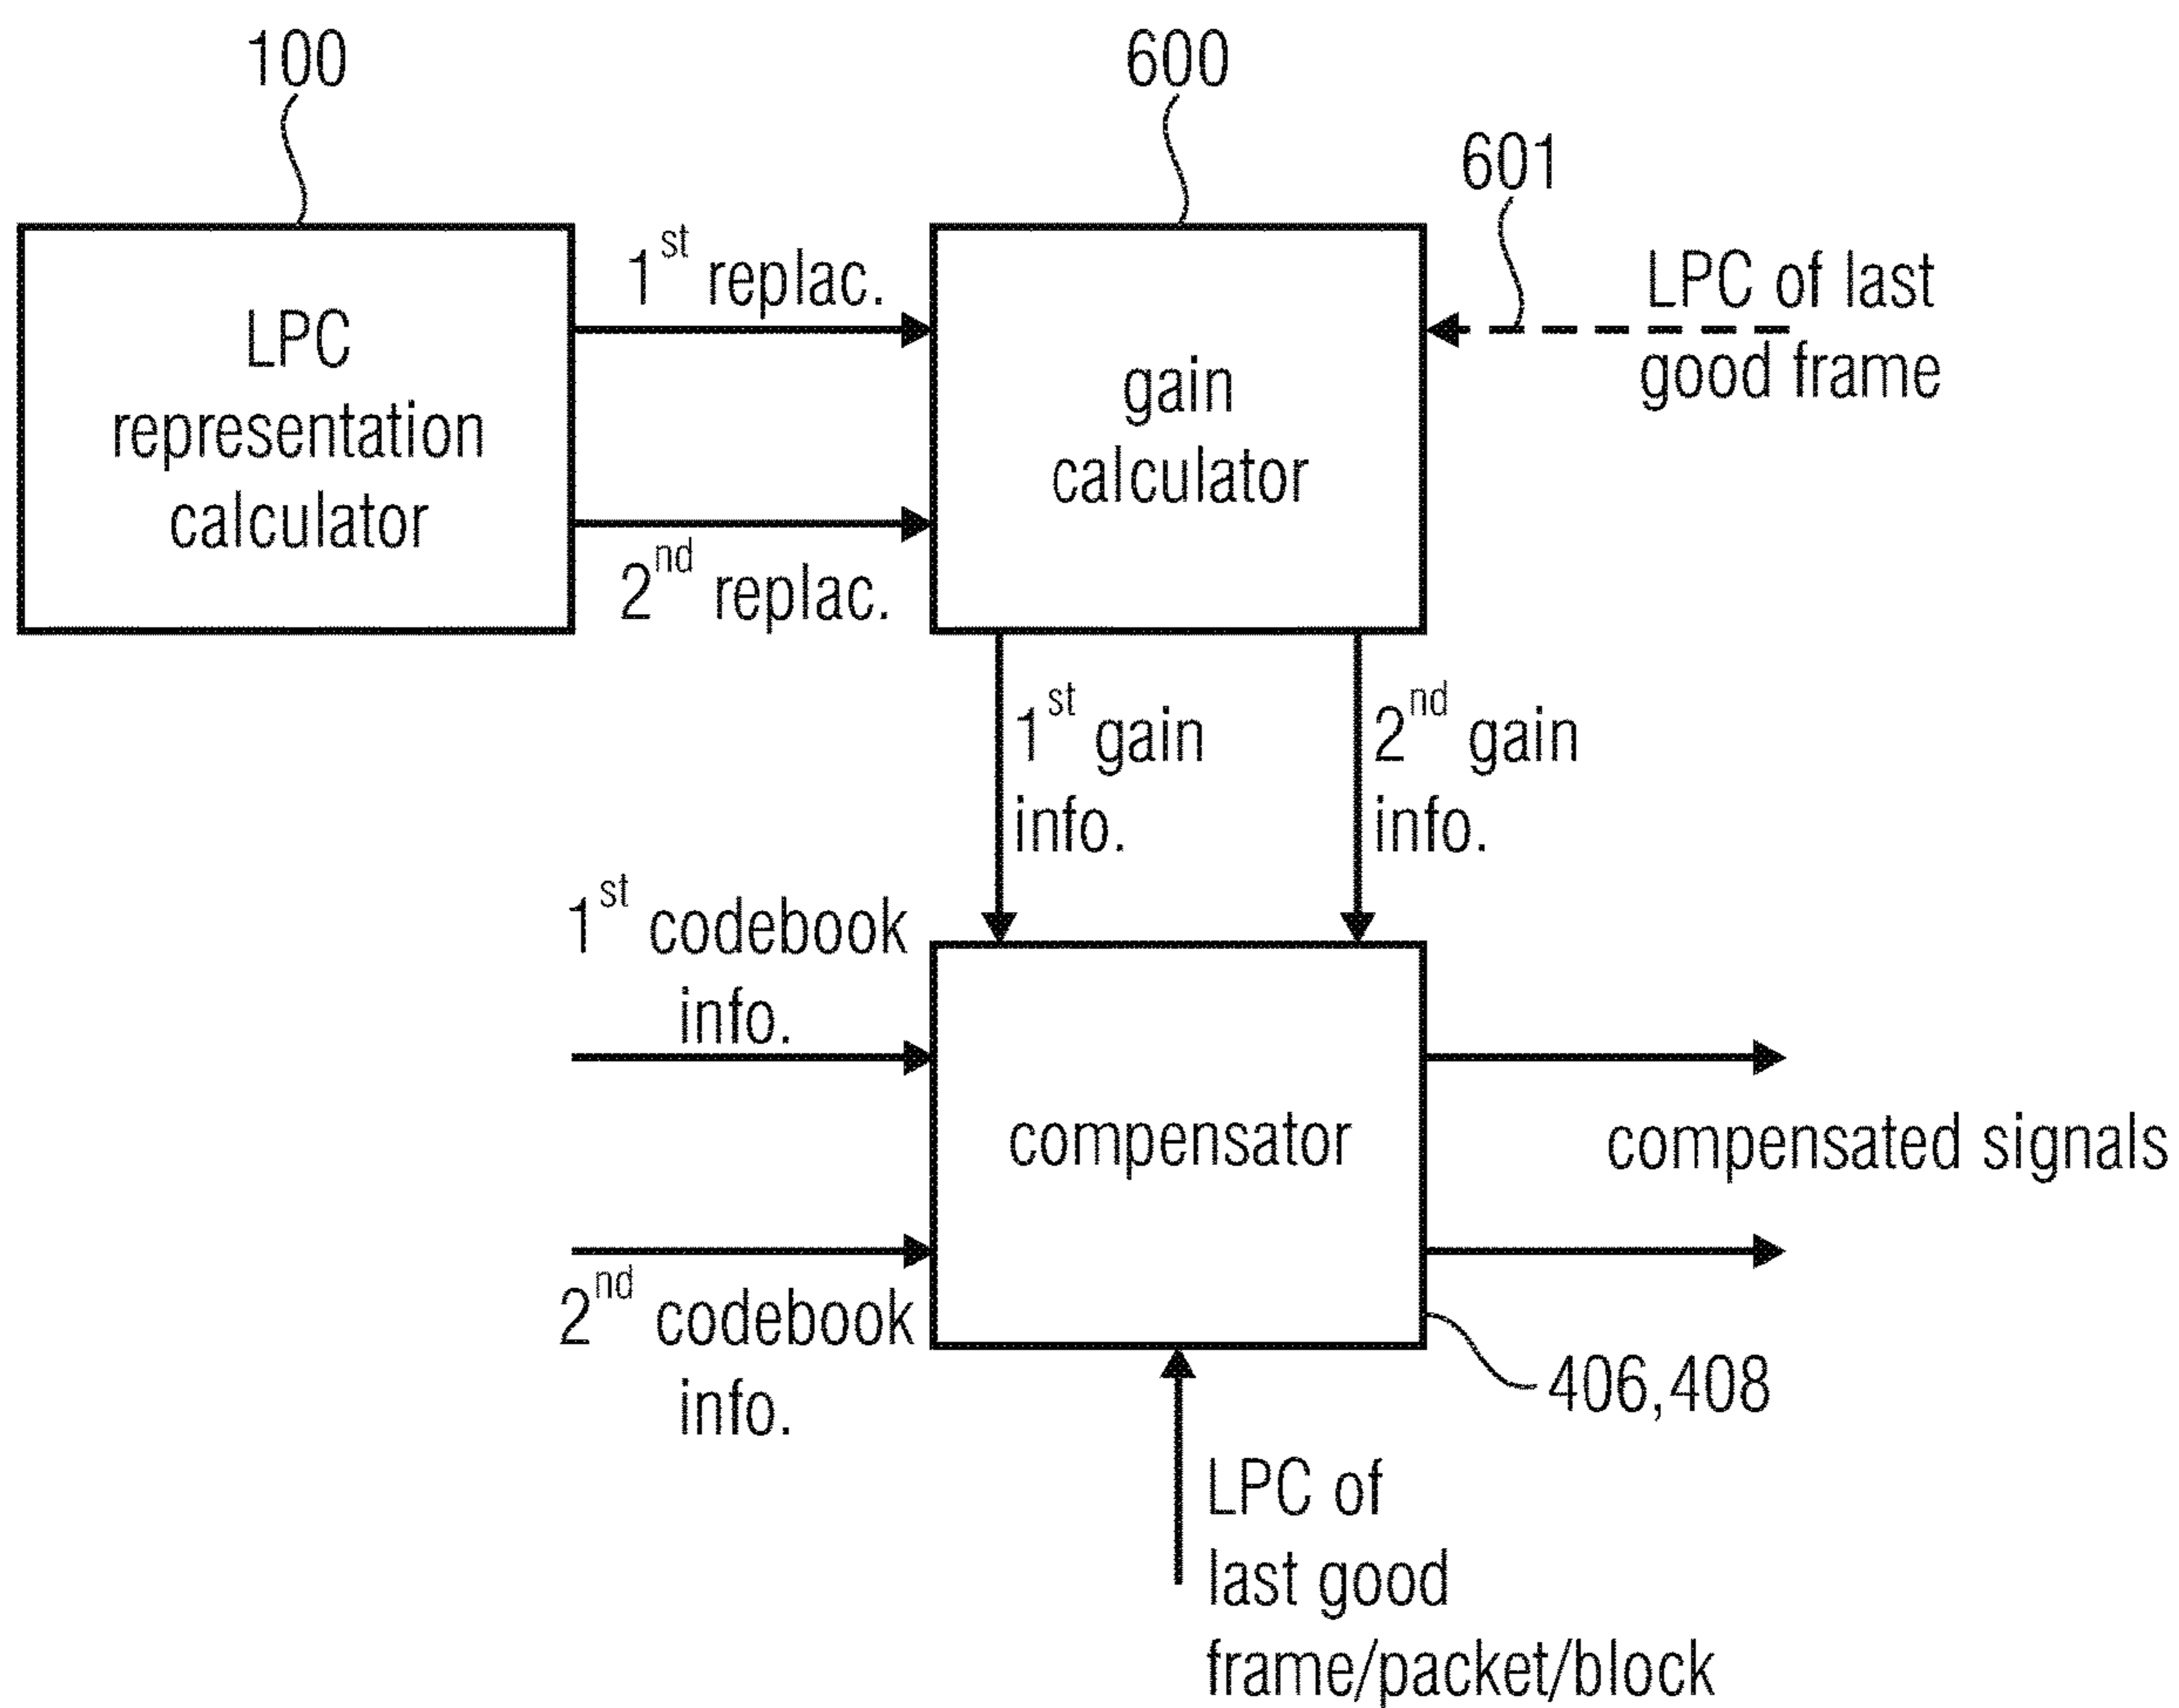 100
600
601
LPC
representation
calculator
1st replac.
2nd replac.
gain
calculator
LPC of last
good frame
1st gain
info.
2nd gain
info.
1st codebook
info.
2nd codebook
info.
compensator
compensated signals
406,408
LPC of
last good
frame/packet/block